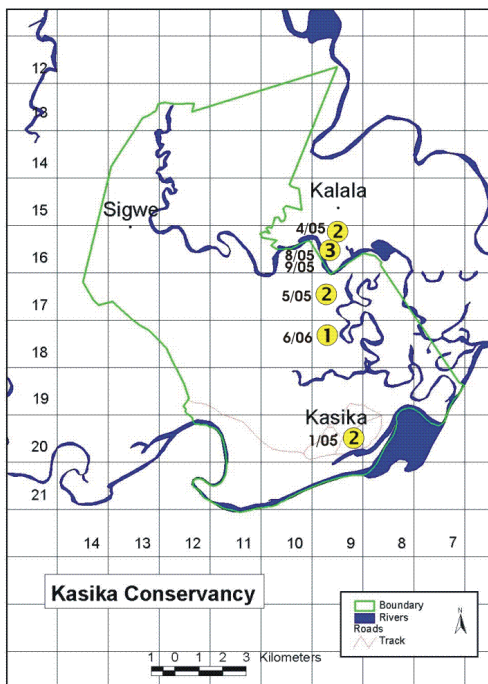 12
13
14
Kalala
15
Sigwe
4/05 2
8/05 3
16
9/05
5/05 2
17
6/06 1
18
19
Kasika
20
1/05 2
21
14 13 12 11 10 9 8 7
Kasika Conservancy
Boundary
Rivers
Roads
Track
N
1 0 1 2 3 Kilometers